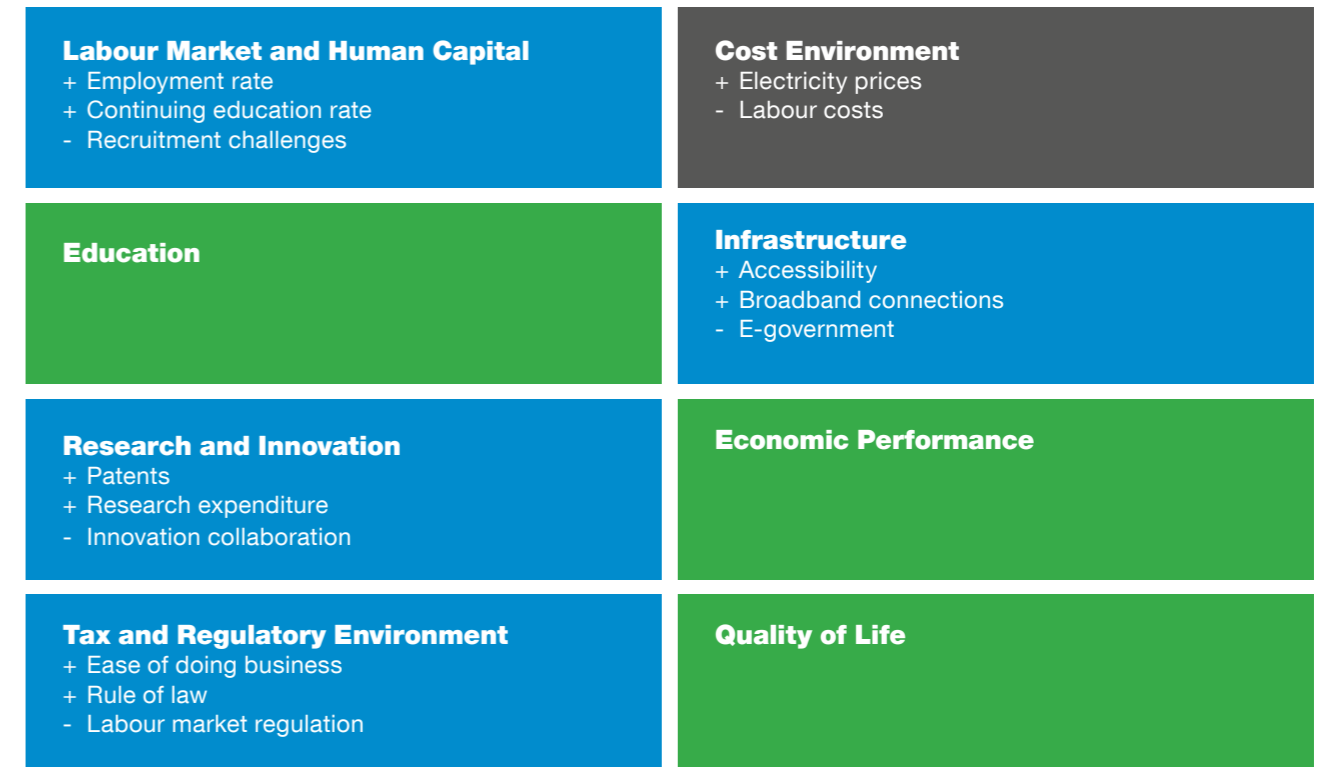 Labour Market and Human Capital
+ Employment rate
+ Continuing education rate
- Recruitment challenges
Cost Environment
+ Electricity prices
- Labour costs
Education
Infrastructure
+ Accessibility
+ Broadband connections
- E-government
Research and Innovation
+ Patents
+ Research expenditure
- Innovation collaboration
Economic Performance
Tax and Regulatory Environment
+ Ease of doing business
+ Rule of law
- Labour market regulation
Quality of Life